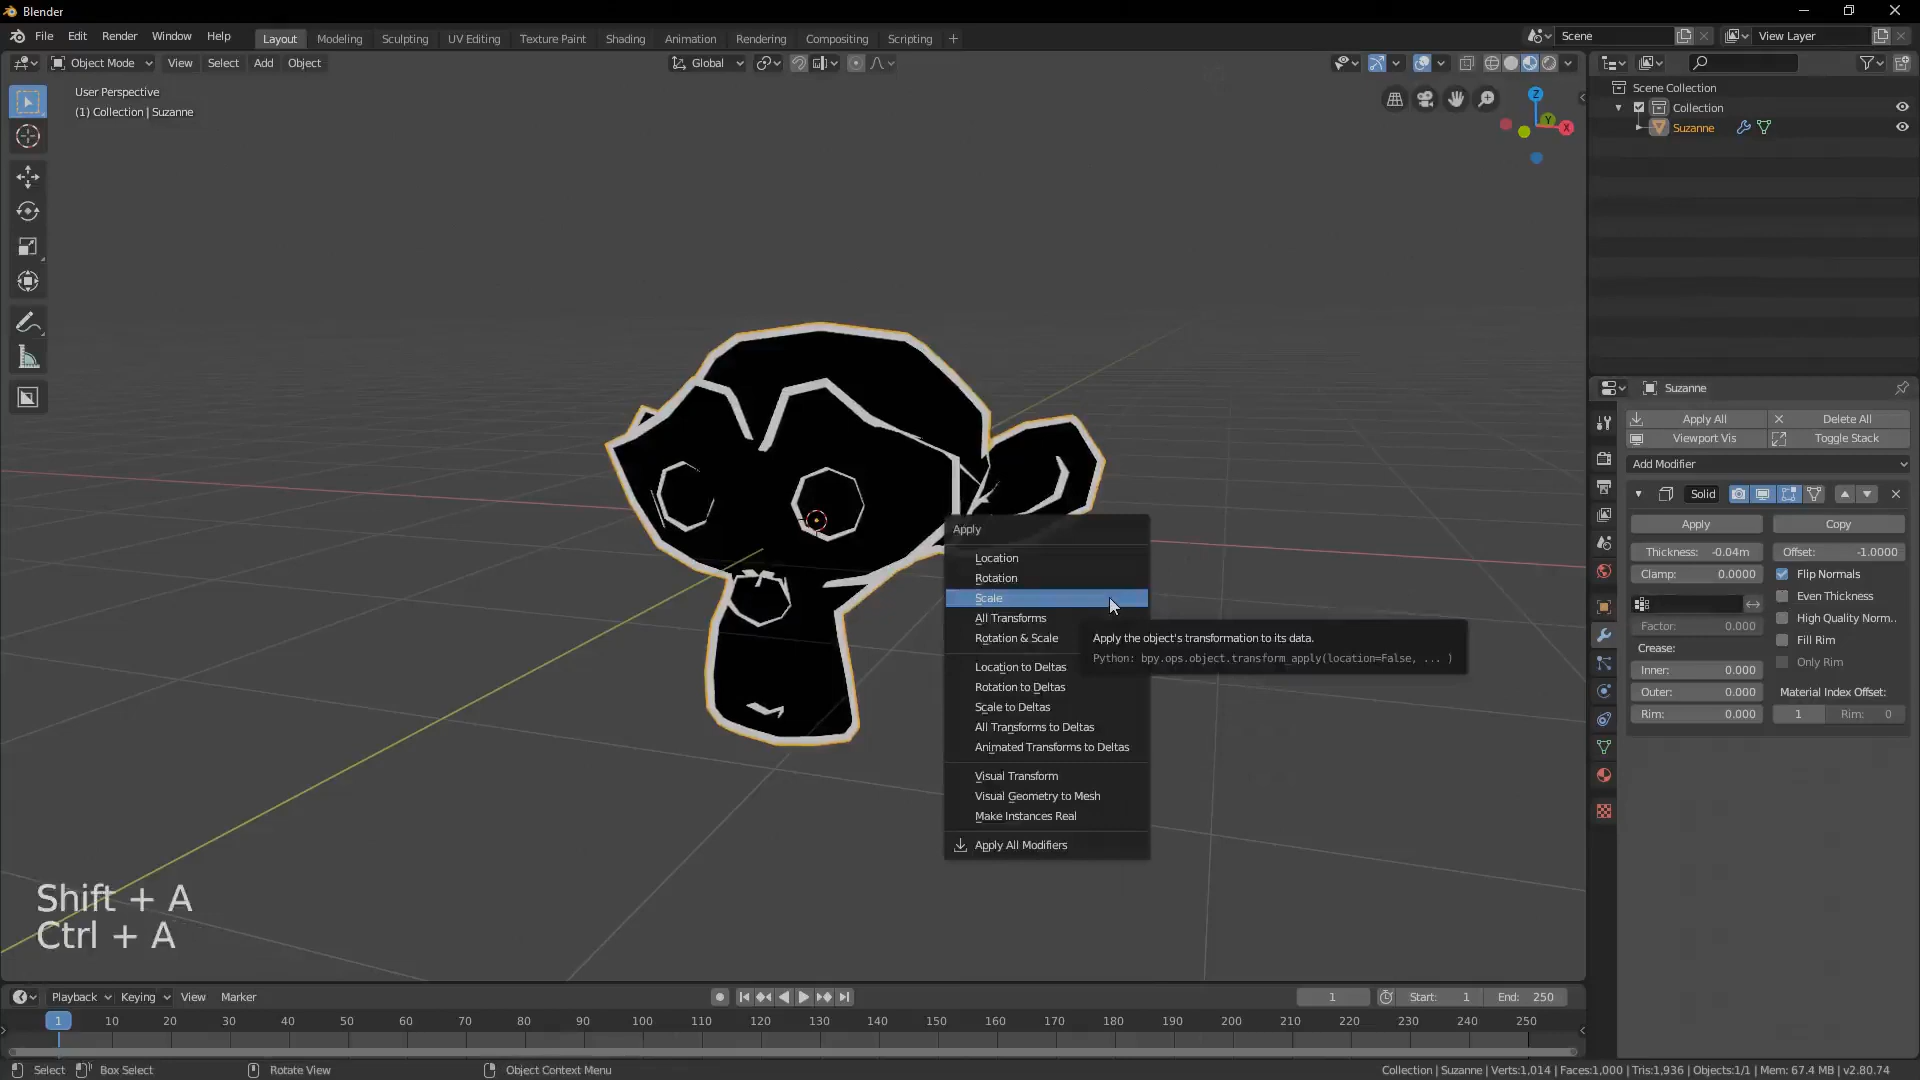 Blender
File Edit Render Window Help
Layout Modeling Sculpting UV Editing Texture Paint Shading Animation Rendering Compositing Scripting +
Scene
View Layer
Object Mode View Select Add Object
Global
User Perspective
(1) Collection | Suzanne
Z
Y
X
Scene Collection
Collection
Suzanne
Suzanne
Apply All
Delete All
Viewport Vis
Toggle Stack
Add Modifier
Solid
Apply
Copy
Thickness: -0.04m
Offset: -1.0000
Clamp: 0.0000
Flip Normals
Even Thickness
High Quality Norm..
Factor: 0.000
Fill Rim
Crease:
Only Rim
Inner: 0.000
Outer: 0.000
Material Index Offset:
Rim: 0.000
1
Rim: 0
Apply
Location
Rotation
Scale
All Transforms
Rotation & Scale
Location to Deltas
Rotation to Deltas
Scale to Deltas
All Transforms to Deltas
Animated Transforms to Deltas
Visual Transform
Visual Geometry to Mesh
Make Instances Real
Apply All Modifiers
Apply the object's transformation to its data.
Python: bpy.ops.object.transform_apply(location=False, ... )
Shift + A
Ctrl + A
Playback Keying View Marker
1
Start: 1
End: 250
1 10 20 30 40 50 60 70 80 90 100 110 120 130 140 150 160 170 180 190 200 210 220 230 240 250
Select
Box Select
Rotate View
Object Context Menu
Collection | Suzanne | Verts:1,014 | Faces:1,000 | Tris:1,936 | Objects:1/1 | Mem: 67.4 MB | v2.80.74